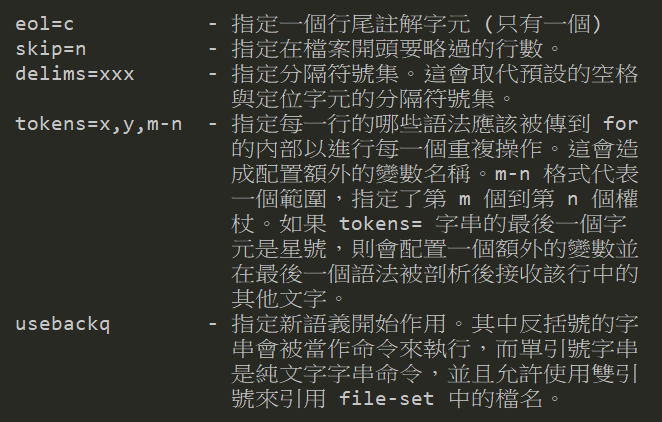 eol=c - 指定一個行尾註解字元 (只有一個)
skip=n - 指定在檔案開頭要略過的行數。
delims=xxx - 指定分隔符號集。這會取代預設的空格
與定位字元的分隔符號集。
tokens=x,y,m-n - 指定每一行的哪些語法應該被傳到 for
的內部以進行每一個重複操作。這會造
成配置額外的變數名稱。m-n 格式代表
一個範圍，指定了第 m 個到第 n 個權
杖。如果 tokens= 字串的最後一個字
元是星號，則會配置一個額外的變數並
在最後一個語法被剖析後接收該行中的
其他文字。
usebackq - 指定新語義開始作用。其中反括號的字
串會被當作命令來執行，而單引號字串
是純文字字串命令，並且允許使用雙引
號來引用 file-set 中的檔名。